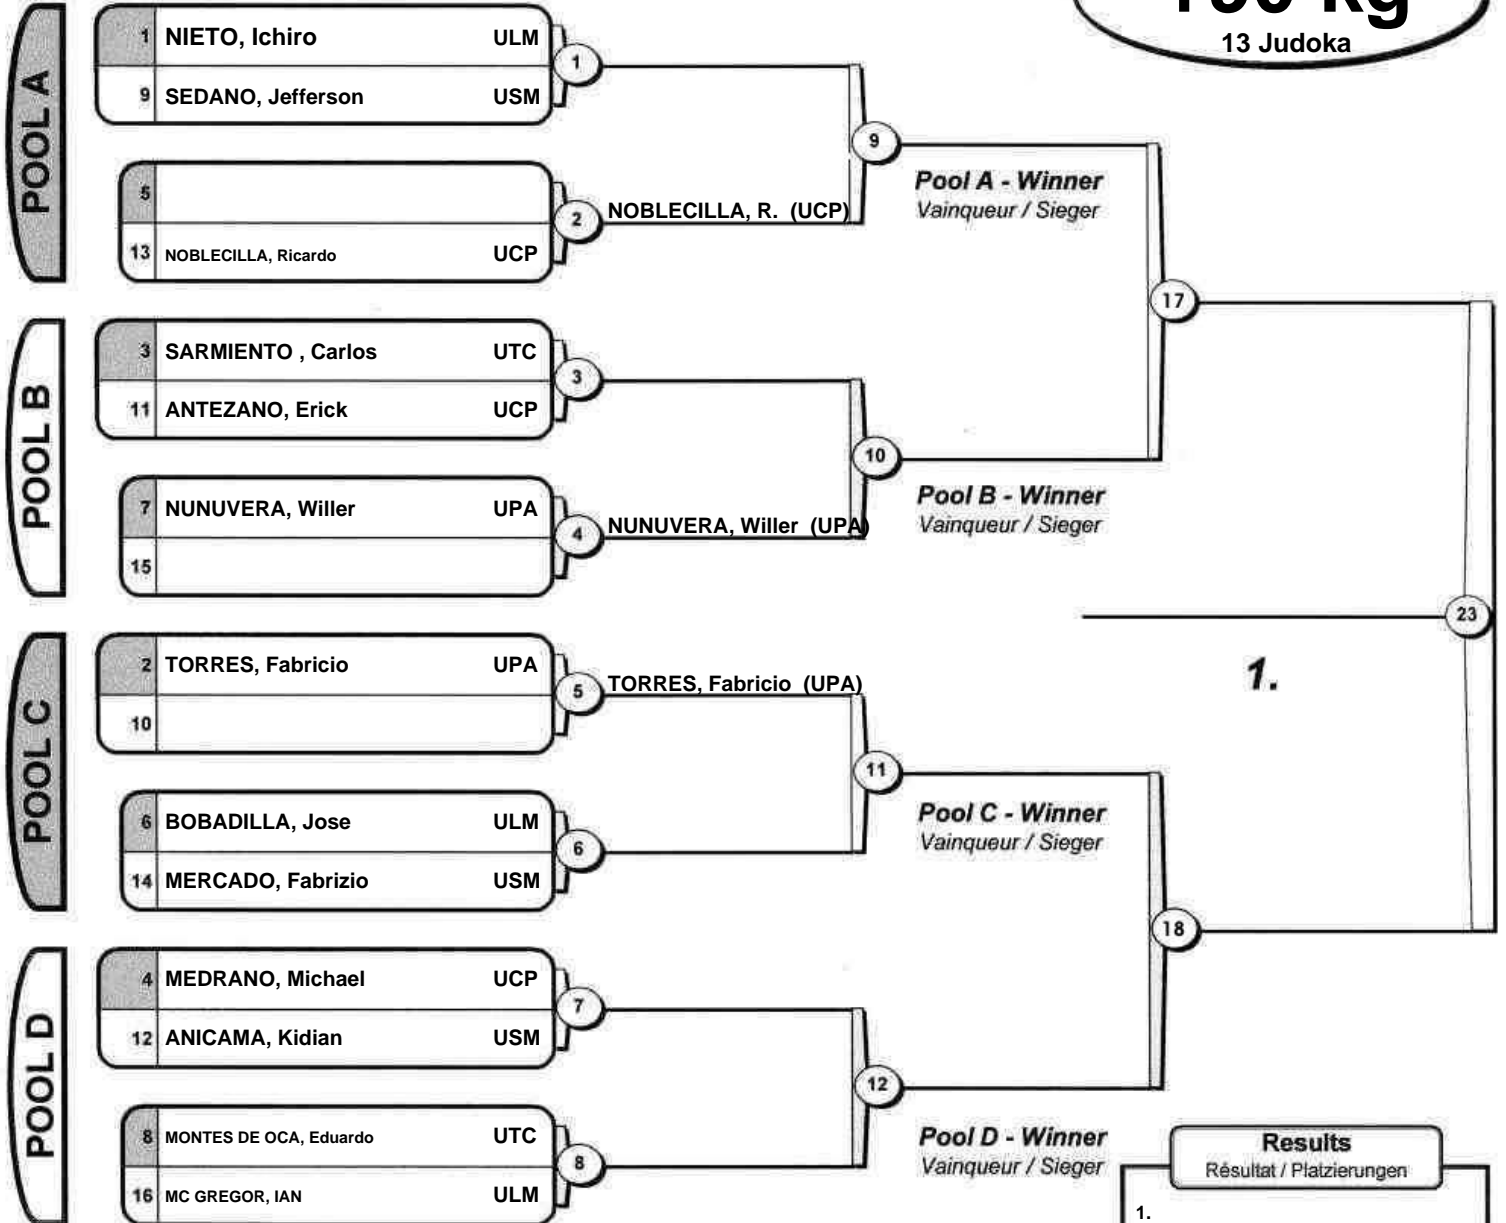 13 Judoka
POOL A
1 NIETO, Ichiro ULM
9 SEDANO, Jefferson USM
1
5
13 NOBLECILLA, Ricardo UCP
2
NOBLECILLA, R. (UCP)
9
Pool A - Winner
Vainqueur / Sieger
17
POOL B
3 SARMIENTO , Carlos UTC
11 ANTEZANO, Erick UCP
3
7 NUNUVERA, Willer UPA
15
4
NUNUVERA, Willer (UPA)
10
Pool B - Winner
Vainqueur / Sieger
23
1.
POOL C
2 TORRES, Fabricio UPA
10
5
TORRES, Fabricio (UPA)
6 BOBADILLA, Jose ULM
14 MERCADO, Fabrizio USM
6
11
Pool C - Winner
Vainqueur / Sieger
18
POOL D
4 MEDRANO, Michael UCP
12 ANICAMA, Kidian USM
7
8 MONTES DE OCA, Eduardo UTC
16 MC GREGOR, IAN ULM
8
12
Pool D - Winner
Vainqueur / Sieger
Results
Résultat / Platzierungen
1.